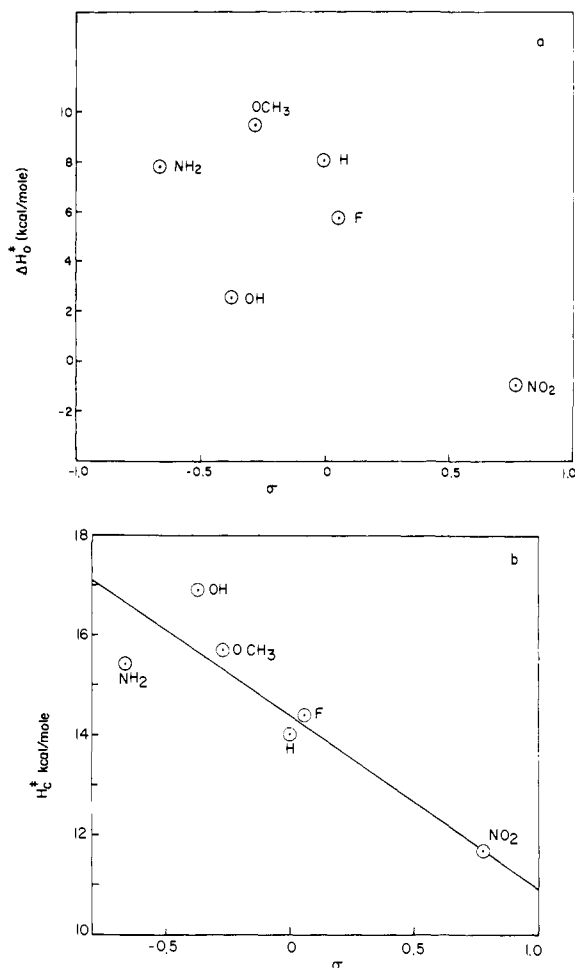 a
OCH3
10
8
6
4
2
0
-2
NH2
H
F
OH
NO2
ΔHo‡ (kcal/mole)
-1.0
-0.5
0
0.5
1.0
σ
b
18
16
14
12
10
OH
OCH3
NH2
F
H
NO2
Hc‡ kcal/mole
-0.5
0
0.5
1.0
σ